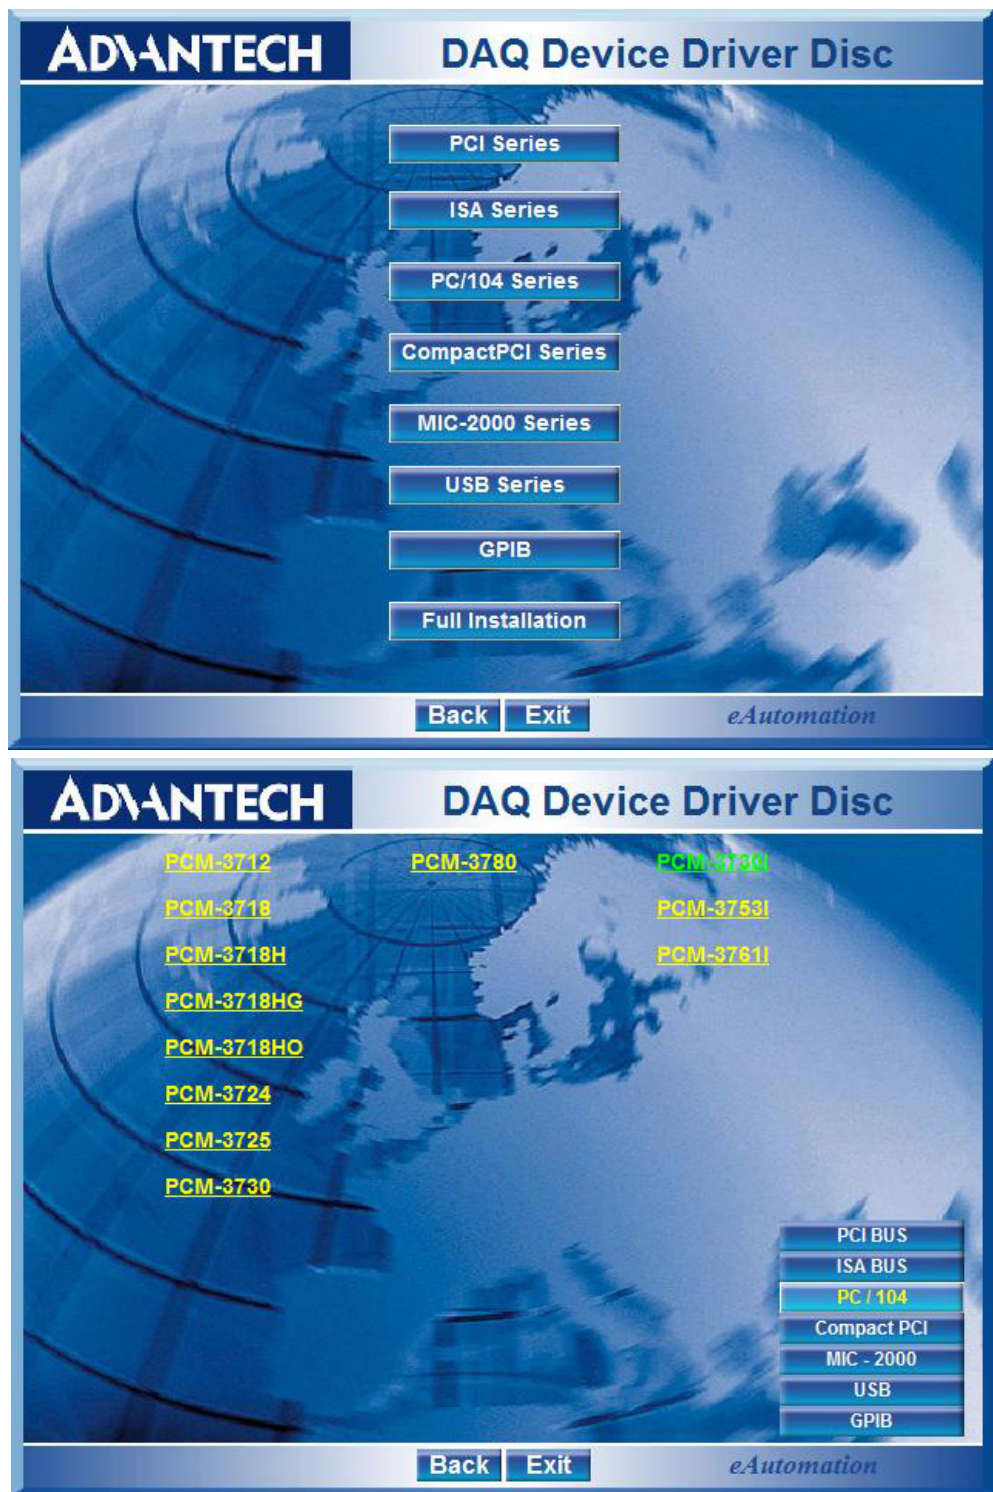 ADVANTECH DAQ Device Driver Disc
PCI Series
ISA Series
PC/104 Series
CompactPCI Series
MIC-2000 Series
USB Series
GPIB
Full Installation
Back Exit eAutomation
ADVANTECH DAQ Device Driver Disc
PCM-3712 PCM-3780 PCM-3730I
PCM-3718 PCM-3753I
PCM-3718H PCM-3761I
PCM-3718HG
PCM-3718HO
PCM-3724
PCM-3725
PCM-3730
PCI BUS
ISA BUS
PC / 104
Compact PCI
MIC - 2000
USB
GPIB
Back Exit eAutomation